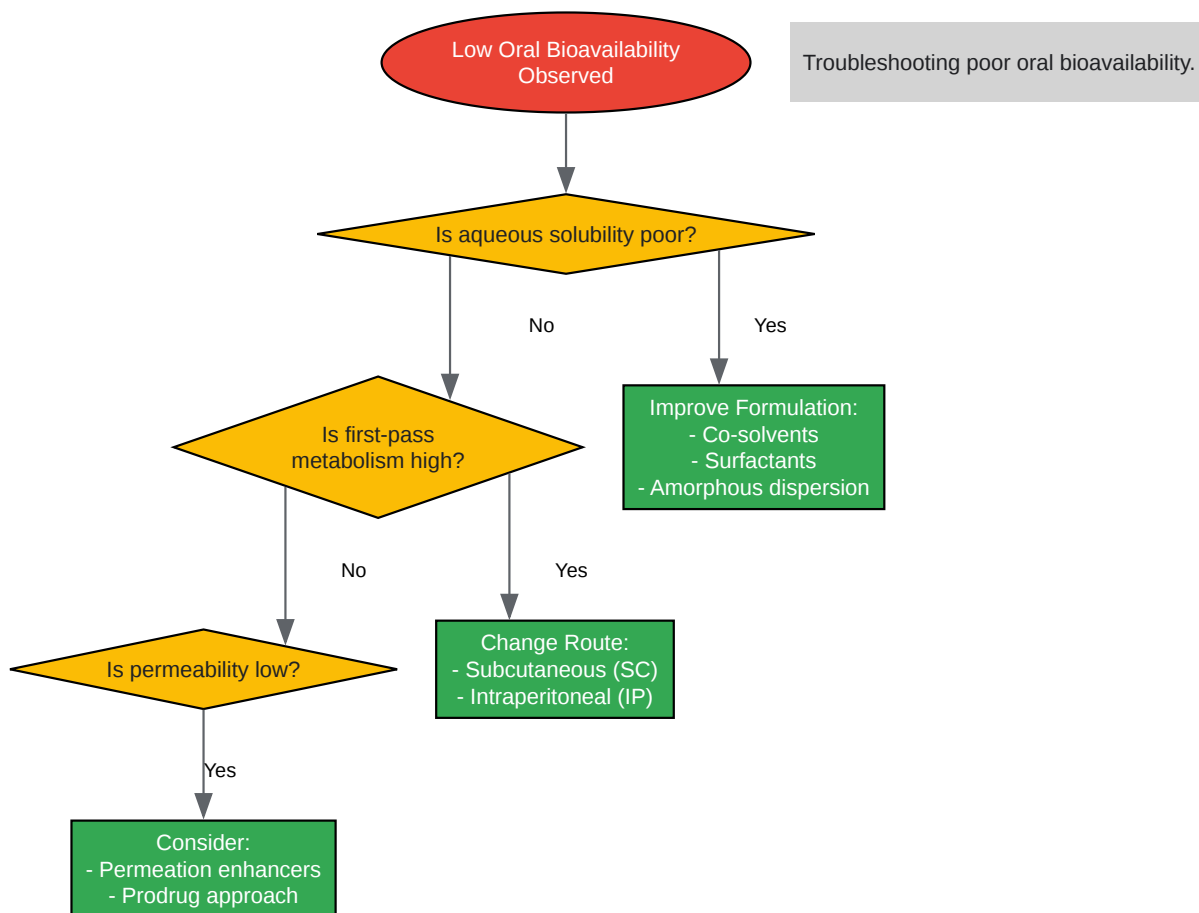 Low Oral Bioavailability
Observed
Troubleshooting poor oral bioavailability.
Is aqueous solubility poor?
No
Yes
Is first-pass
metabolism high?
Improve Formulation:
- Co-solvents
- Surfactants
- Amorphous dispersion
No
Yes
Is permeability low?
Change Route:
- Subcutaneous (SC)
- Intraperitoneal (IP)
Yes
Consider:
- Permeation enhancers
- Prodrug approach